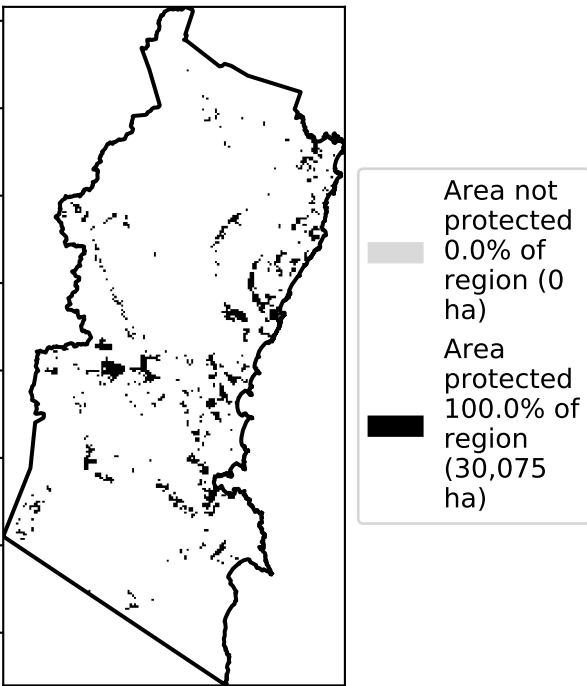 Area not
protected
0.0% of
region (0
ha)
Area
protected
100.0% of
region
(30,075
ha)